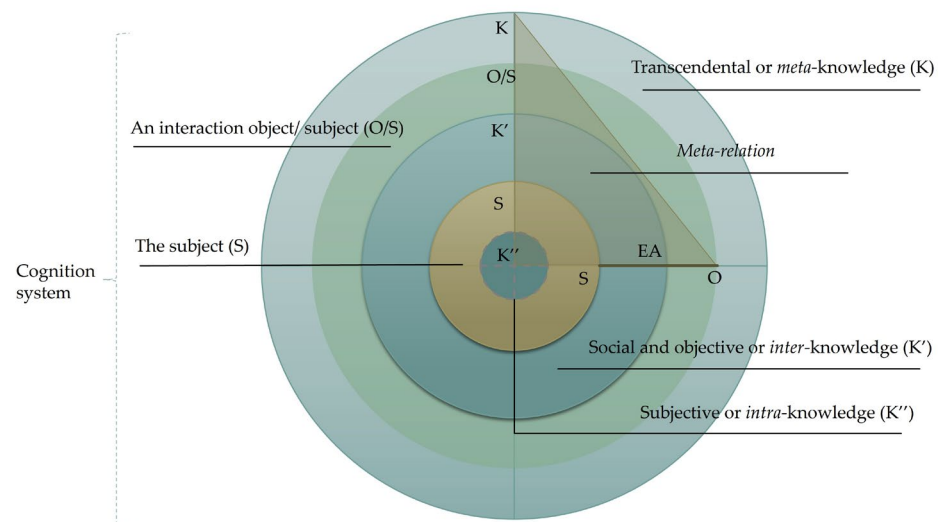 K
Transcendental or meta-knowledge (K)
O/S
An interaction object/ subject (O/S)
K′
Meta-relation
S
The subject (S)
K′′
EA
Cognition
system
S
O
Social and objective or inter-knowledge (K′)
Subjective or intra-knowledge (K′′)